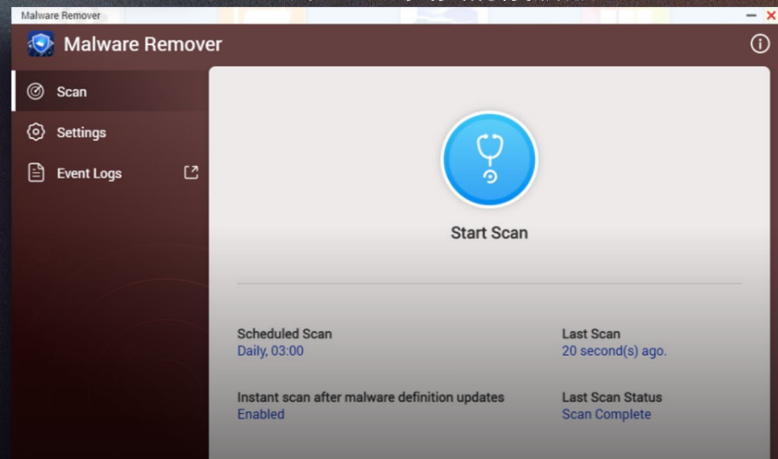 Malware Remover
Malware Remover
Scan
Settings
Event Logs
Start Scan
Scheduled Scan
Daily, 03:00
Last Scan
20 second(s) ago.
Instant scan after malware definition updates
Enabled
Last Scan Status
Scan Complete